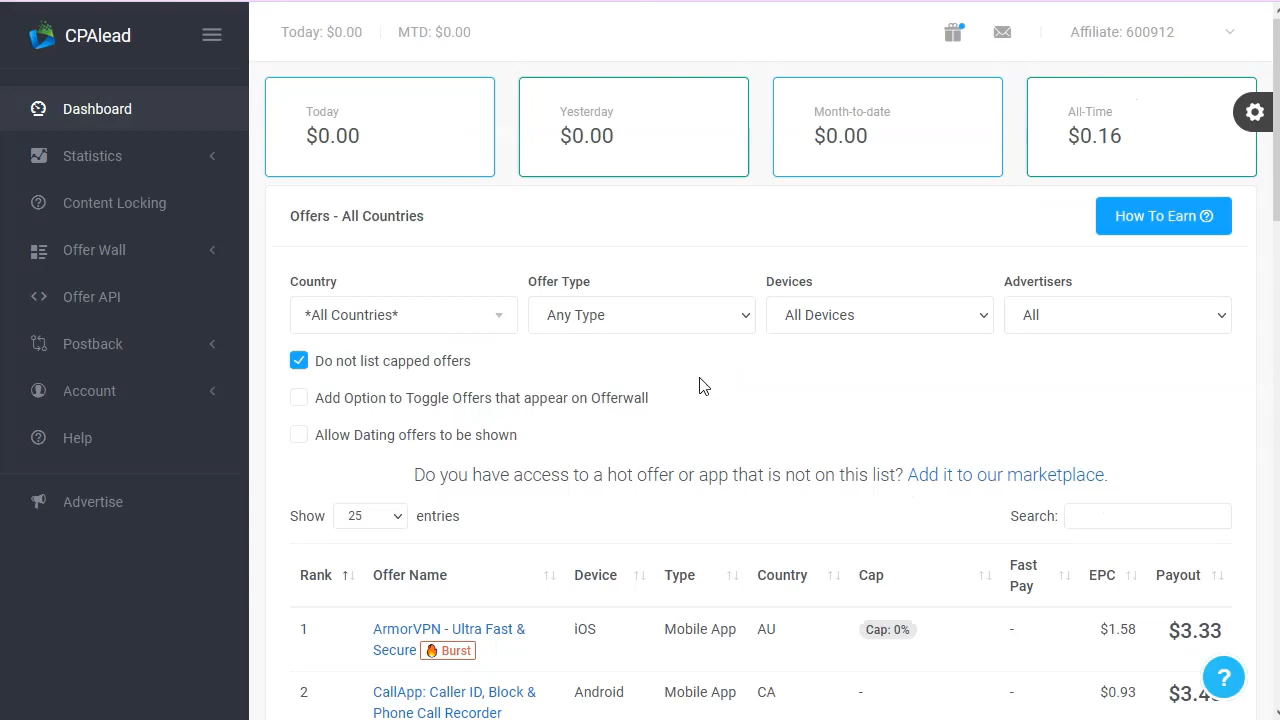 CPAlead
Today: $0.00 MTD: $0.00
Affiliate: 600912
Dashboard
Statistics
Content Locking
Offer Wall
Offer API
Postback
Account
Help
Advertise
Today
$0.00
Yesterday
$0.00
Month-to-date
$0.00
All-Time
$0.16
Offers - All Countries
How To Earn
Country
*All Countries*
Offer Type
Any Type
Devices
All Devices
Advertisers
All
Do not list capped offers
Add Option to Toggle Offers that appear on Offerwall
Allow Dating offers to be shown
Do you have access to a hot offer or app that is not on this list? Add it to our marketplace.
Show 25 entries
Search:
Rank Offer Name Device Type Country Cap Fast Pay EPC Payout
1 ArmorVPN - Ultra Fast & iOS Mobile App AU Cap: 0% - $1.58 $3.33
Secure Burst
2 CallApp: Caller ID, Block & Android Mobile App CA - - $0.93
Phone Call Recorder
?